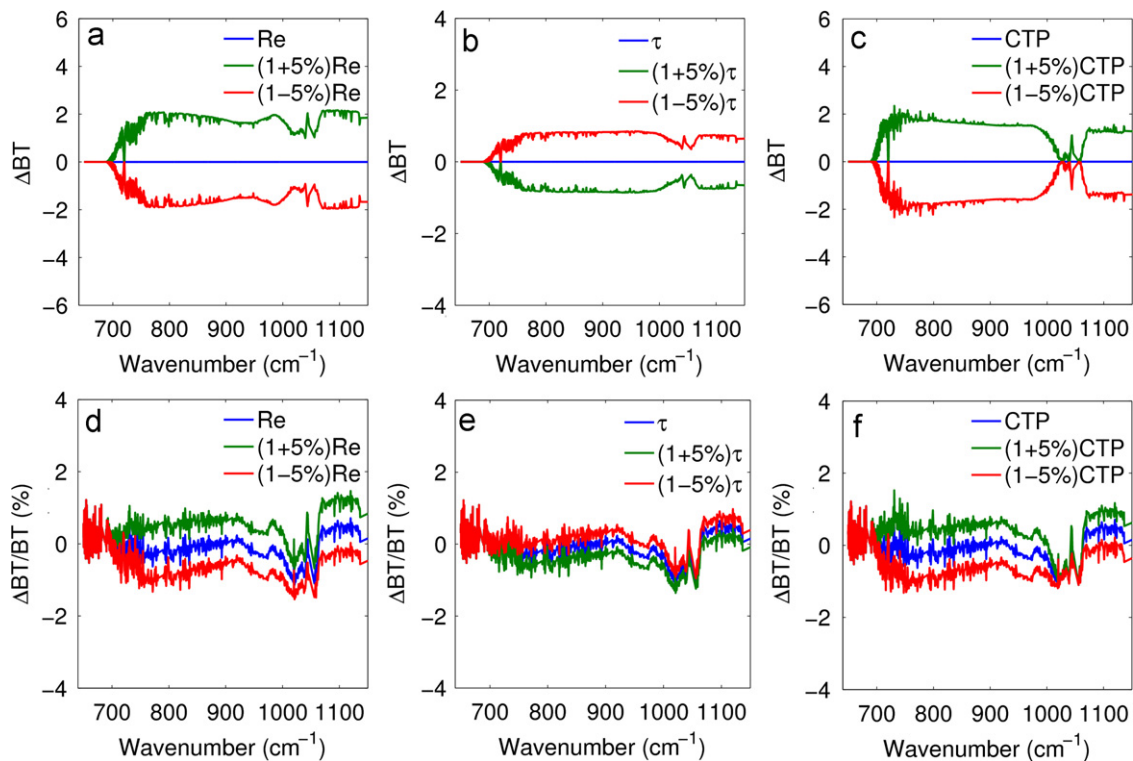 a
Re
(1+5%)Re
(1−5%)Re
6
4
2
0
−2
−4
−6
ΔBT
700 800 900 1000 1100
Wavenumber (cm⁻¹)
b
τ
(1+5%)τ
(1−5%)τ
4
2
0
−2
−4
ΔBT
700 800 900 1000 1100
Wavenumber (cm⁻¹)
c
CTP
(1+5%)CTP
(1−5%)CTP
6
4
2
0
−2
−4
−6
ΔBT
700 800 900 1000 1100
Wavenumber (cm⁻¹)
d
Re
(1+5%)Re
(1−5%)Re
4
2
0
−2
−4
ΔBT/BT (%)
700 800 900 1000 1100
Wavenumber (cm⁻¹)
e
τ
(1+5%)τ
(1−5%)τ
4
2
0
−2
−4
ΔBT/BT (%)
700 800 900 1000 1100
Wavenumber (cm⁻¹)
f
CTP
(1+5%)CTP
(1−5%)CTP
4
2
0
−2
−4
ΔBT/BT (%)
700 800 900 1000 1100
Wavenumber (cm⁻¹)